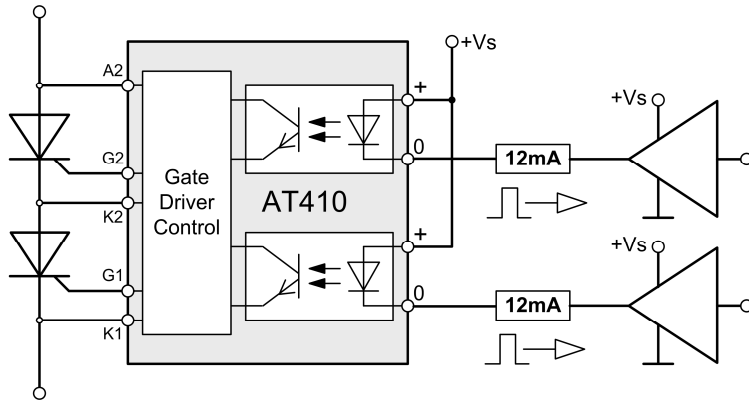 +Vs
A2
+
+Vs
0
12mA
G2
Gate
Driver
Control
AT410
K2
+
+Vs
G1
0
12mA
K1